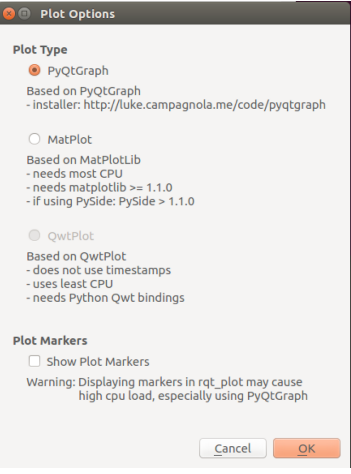 Plot Options
Plot Type
PyQtGraph
Based on PyQtGraph
- installer: http://luke.campagnola.me/code/pyqtgraph
MatPlot
Based on MatPlotLib
- needs most CPU
- needs matplotlib >= 1.1.0
- if using PySide: PySide > 1.1.0
QwtPlot
Based on QwtPlot
- does not use timestamps
- uses least CPU
- needs Python Qwt bindings
Plot Markers
Show Plot Markers
Warning: Displaying markers in rqt_plot may cause
high cpu load, especially using PyQtGraph
Cancel OK